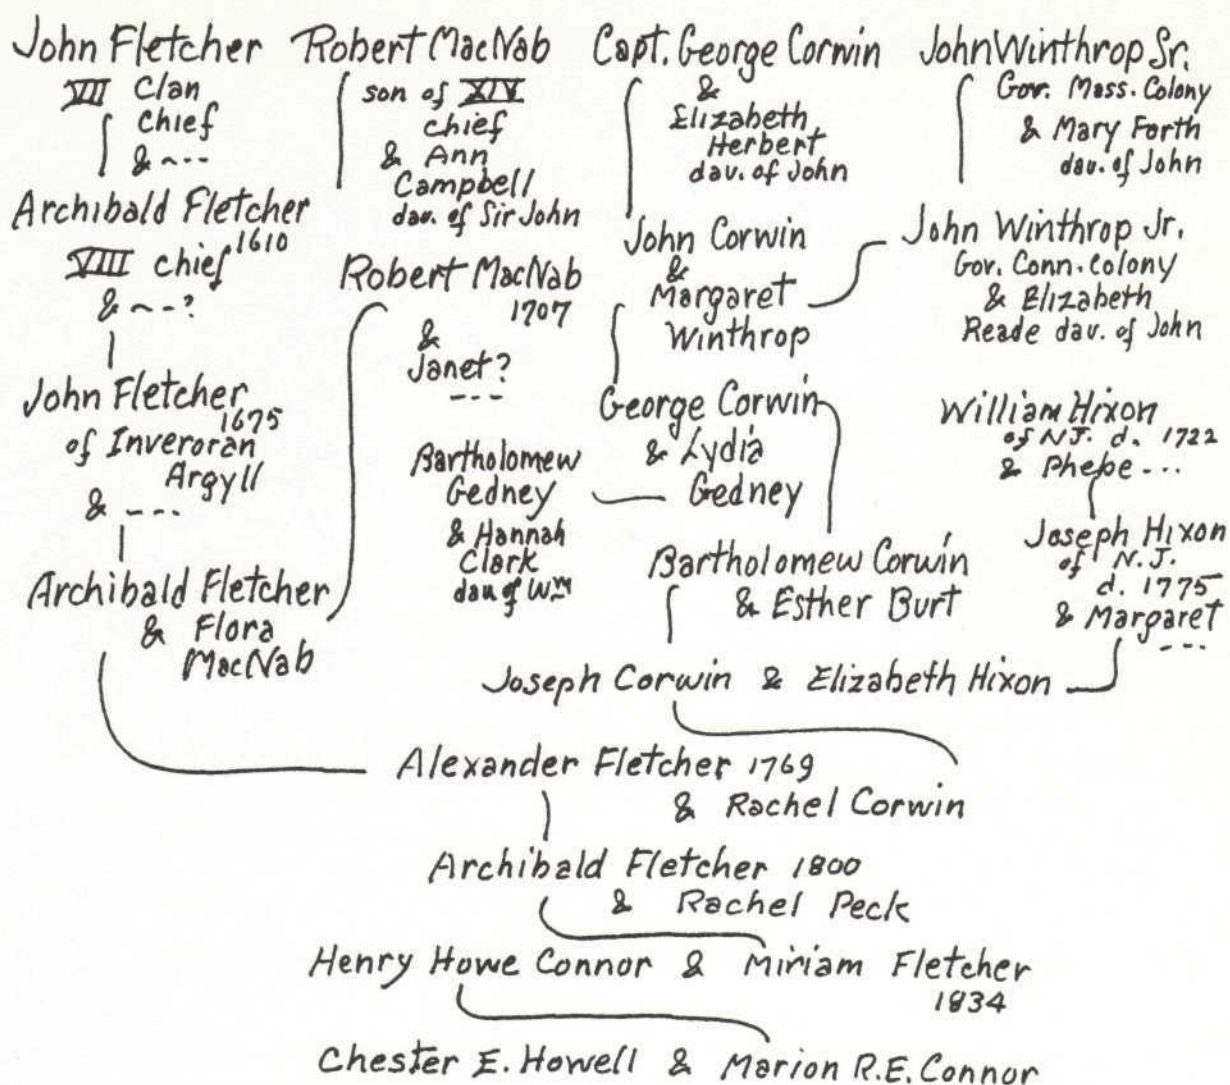 John Fletcher
VII Clan
chief
& ~---
Archibald Fletcher
1610
VIII chief
& ~-?
John Fletcher
1675
of Inveroran
Argyll
& ----
Archibald Fletcher
& Flora
MacNab
Robert MacNab
son of XIV
chief
& Ann
Campbell
dau. of Sir John
Robert MacNab
1707
&
Janet?
---
Bartholomew
Gedney
& Hannah
Clark
dau of Wm
Capt. George Corwin
&
Elizabeth
Herbert
dau. of John
John Corwin
&
Margaret
Winthrop
George Corwin
& Lydia
Gedney
Bartholomew Corwin
& Esther Burt
John Winthrop Sr.
Gov. Mass. Colony
& Mary Forth
dau. of John
John Winthrop Jr.
Gov. Conn. Colony
& Elizabeth
Reade dau. of John
William Hixon
of NJ. d. 1722
& Phebe ---
Joseph Hixon
of N.J.
d. 1775
& Margaret
---
Joseph Corwin & Elizabeth Hixon
Alexander Fletcher 1769
& Rachel Corwin
Archibald Fletcher 1800
& Rachel Peck
Henry Howe Connor & Miriam Fletcher
1834
Chester E. Howell & Marion R.E. Connor